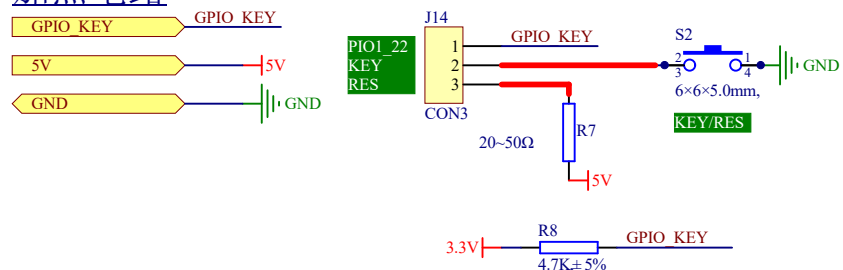 GPIO_KEY
GPIO_KEY
5V
5V
GND
GND
J14
PIO1_22
KEY
RES
1
2
3
CON3
GPIO_KEY
S2
2
3
1
4
GND
6×6×5.0mm,
KEY/RES
R7
20~50Ω
5V
R8
3.3V
GPIO_KEY
4.7K±5%